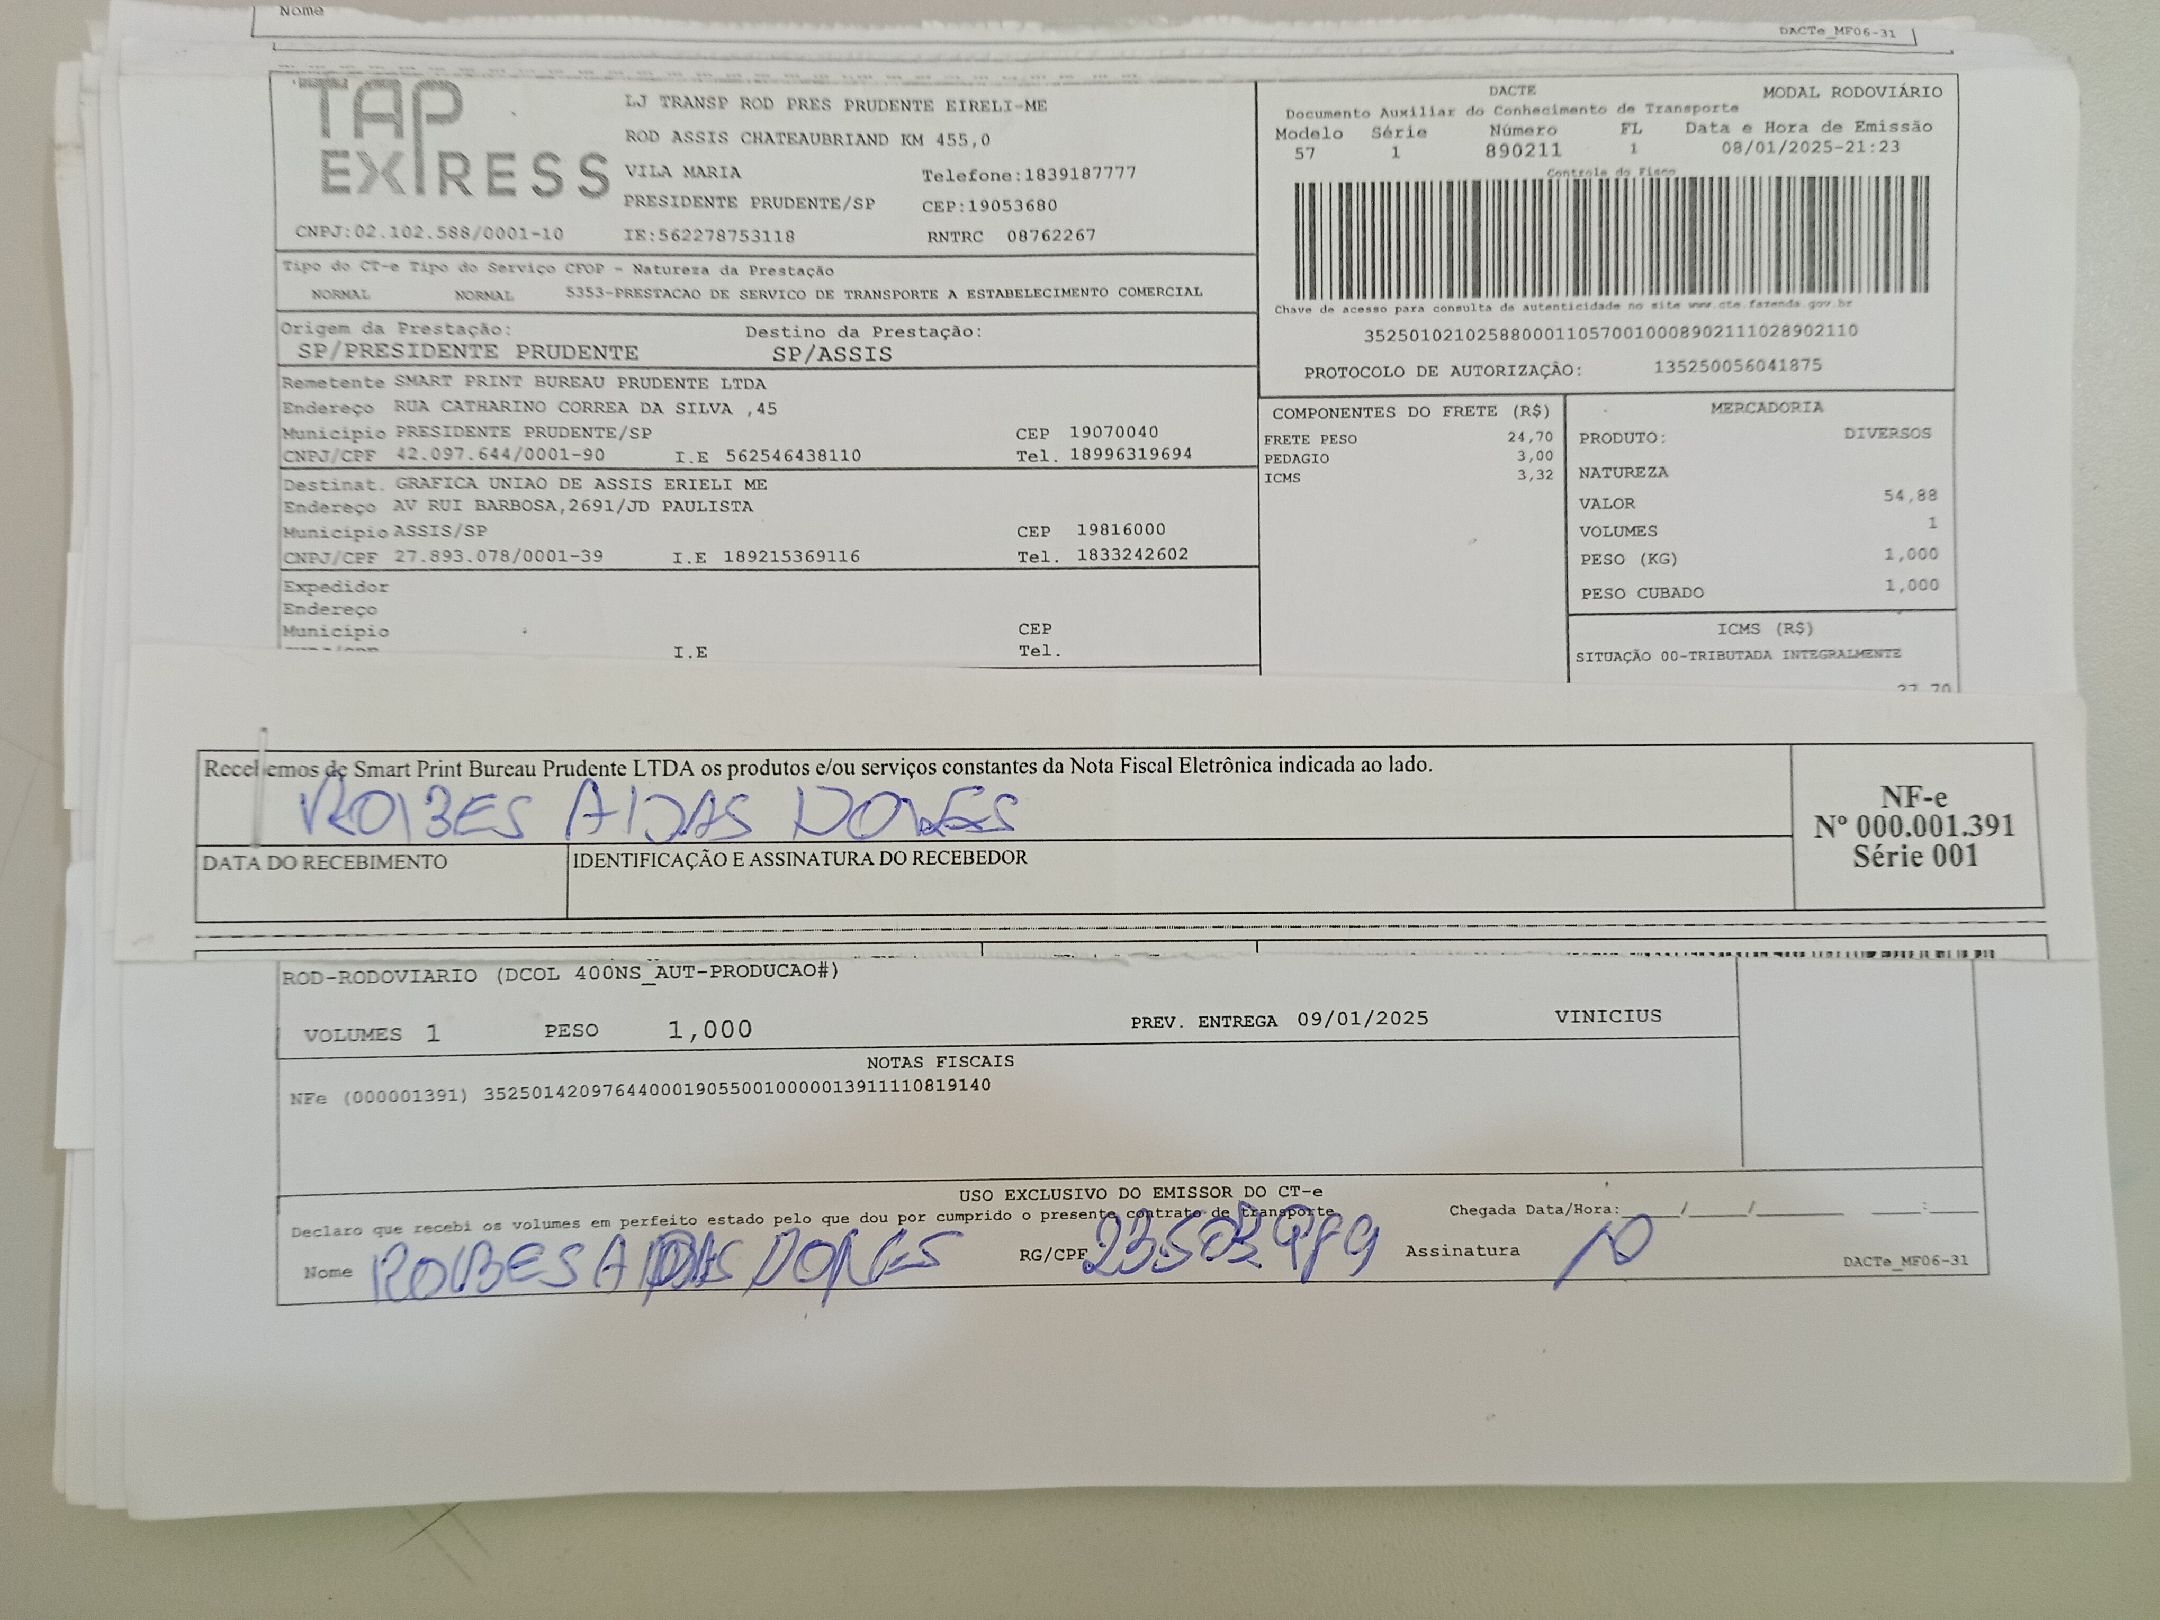 Nome
DACTe_MF06-31
TAP EXPRESS
LJ TRANSP ROD PRES PRUDENTE EIRELI-ME
ROD ASSIS CHATEAUBRIAND KM 455,0
VILA MARIA Telefone:1839187777
PRESIDENTE PRUDENTE/SP CEP:19053680
CNPJ:02.102.588/0001-10 IE:562278753118 RNTRC 08762267
DACTE MODAL RODOVIÁRIO
Documento Auxiliar do Conhecimento de Transporte
Modelo Série Número FL Data e Hora de Emissão
57 1 890211 1 08/01/2025-21:23
Controle do Fisco
Chave de acesso para consulta de autenticidade no site www.cte.fazenda.gov.br
35250102102588000110570010008902111028902110
PROTOCOLO DE AUTORIZAÇÃO: 135250056041875
Tipo do CT-e Tipo do Serviço CFOP - Natureza da Prestação
NORMAL NORMAL 5353-PRESTACAO DE SERVICO DE TRANSPORTE A ESTABELECIMENTO COMERCIAL
Origem da Prestação: Destino da Prestação:
SP/PRESIDENTE PRUDENTE SP/ASSIS
Remetente SMART PRINT BUREAU PRUDENTE LTDA
Endereço RUA CATHARINO CORREA DA SILVA ,45
Município PRESIDENTE PRUDENTE/SP CEP 19070040
CNPJ/CPF 42.097.644/0001-90 I.E 562546438110 Tel. 18996319694
Destinat. GRAFICA UNIAO DE ASSIS ERIELI ME
Endereço AV RUI BARBOSA,2691/JD PAULISTA
Município ASSIS/SP CEP 19816000
CNPJ/CPF 27.893.078/0001-39 I.E 189215369116 Tel. 1833242602
Expedidor
Endereço
Município CEP
I.E Tel.
COMPONENTES DO FRETE (R$)
FRETE PESO 24,70
PEDAGIO 3,00
ICMS 3,32
MERCADORIA
PRODUTO: DIVERSOS
NATUREZA
VALOR 54,88
VOLUMES 1
PESO (KG) 1,000
PESO CUBADO 1,000
ICMS (R$)
SITUAÇÃO 00-TRIBUTADA INTEGRALMENTE
Recebemos de Smart Print Bureau Prudente LTDA os produtos e/ou serviços constantes da Nota Fiscal Eletrônica indicada ao lado.
DATA DO RECEBIMENTO IDENTIFICAÇÃO E ASSINATURA DO RECEBEDOR
NF-e
Nº 000.001.391
Série 001
ROD-RODOVIARIO (DCOL 400NS_AUT-PRODUCAO#)
VOLUMES 1 PESO 1,000 PREV. ENTREGA 09/01/2025 VINICIUS
NOTAS FISCAIS
NFe (000001391) 35250142097644000190550010000013911110819140
USO EXCLUSIVO DO EMISSOR DO CT-e
Declaro que recebi os volumes em perfeito estado pelo que dou por cumprido o presente contrato de transporte Chegada Data/Hora:____/____/______ ____:____
Nome RG/CPF Assinatura
DACTe_MF06-31